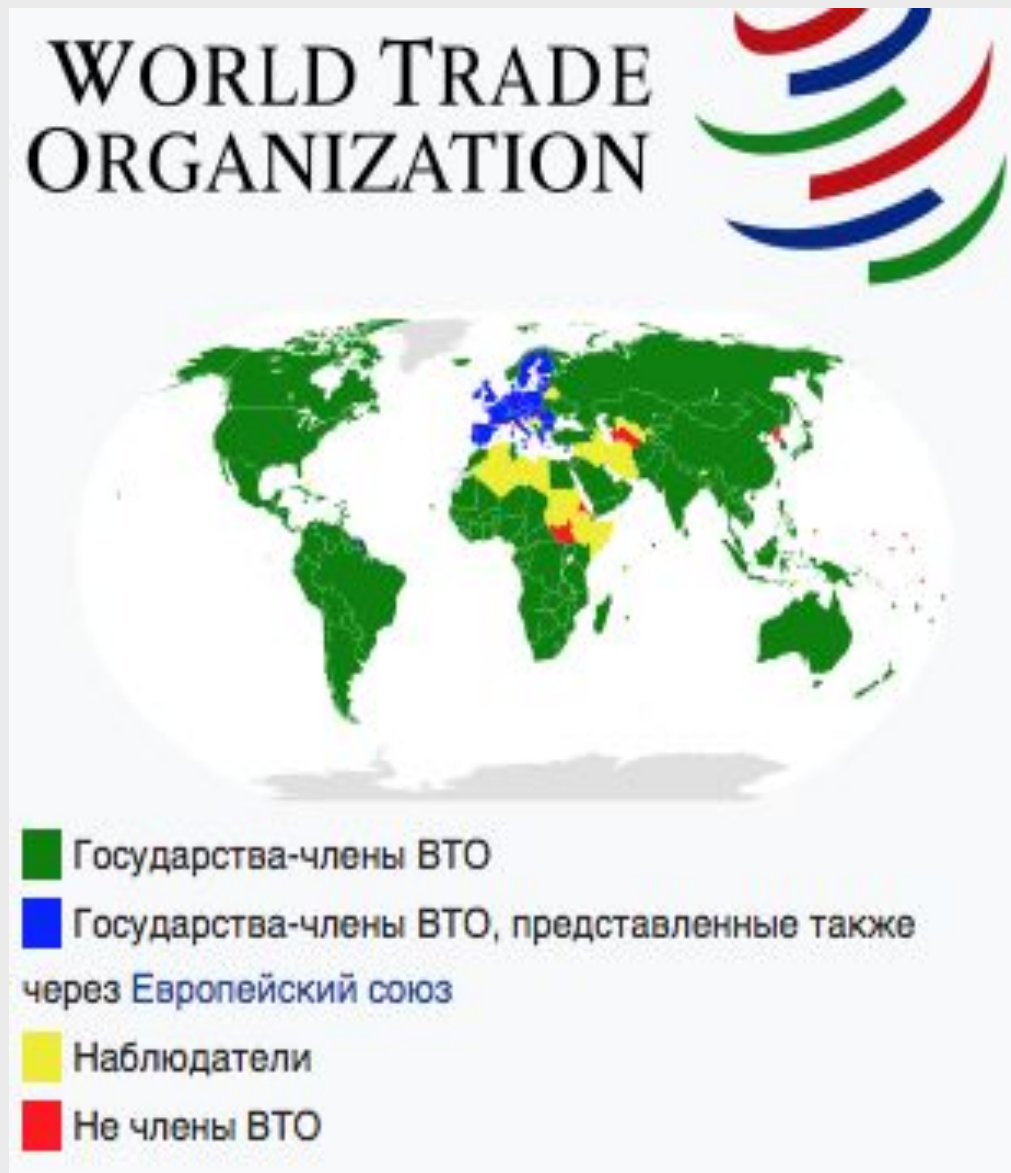 WORLD TRADE
ORGANIZATION
Государства-члены ВТО
Государства-члены ВТО, представленные также
через Европейский союз
Наблюдатели
Не члены ВТО